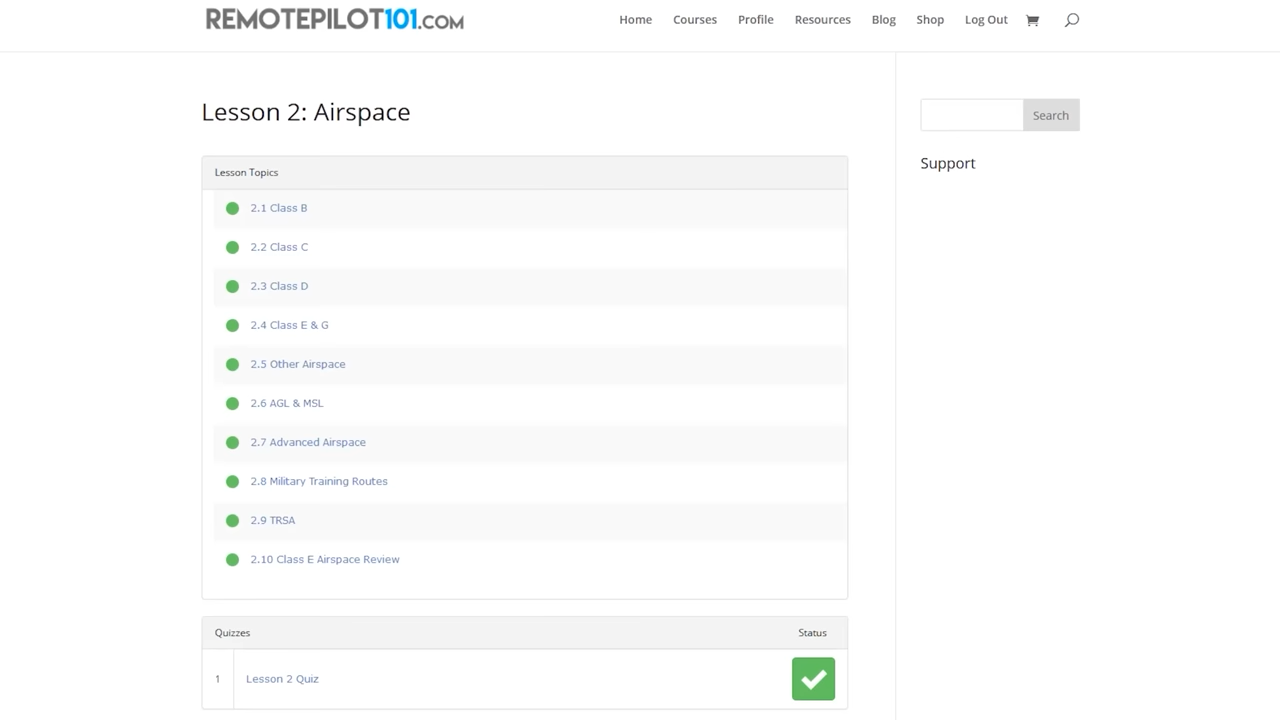 REMOTEPILOT101.COM
Home Courses Profile Resources Blog Shop Log Out
Lesson 2: Airspace
Search
Support
Lesson Topics
2.1 Class B
2.2 Class C
2.3 Class D
2.4 Class E & G
2.5 Other Airspace
2.6 AGL & MSL
2.7 Advanced Airspace
2.8 Military Training Routes
2.9 TRSA
2.10 Class E Airspace Review
Quizzes Status
1 Lesson 2 Quiz